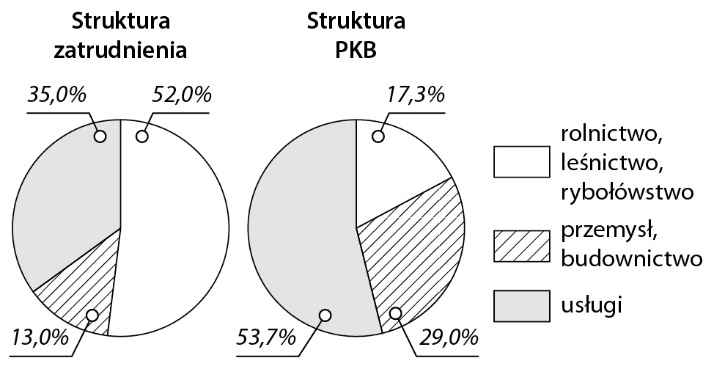 Struktura
zatrudnienia
Struktura
PKB
35,0%
52,0%
17,3%
13,0%
53,7%
29,0%
rolnictwo,
leśnictwo,
rybołówstwo
przemysł,
budownictwo
usługi